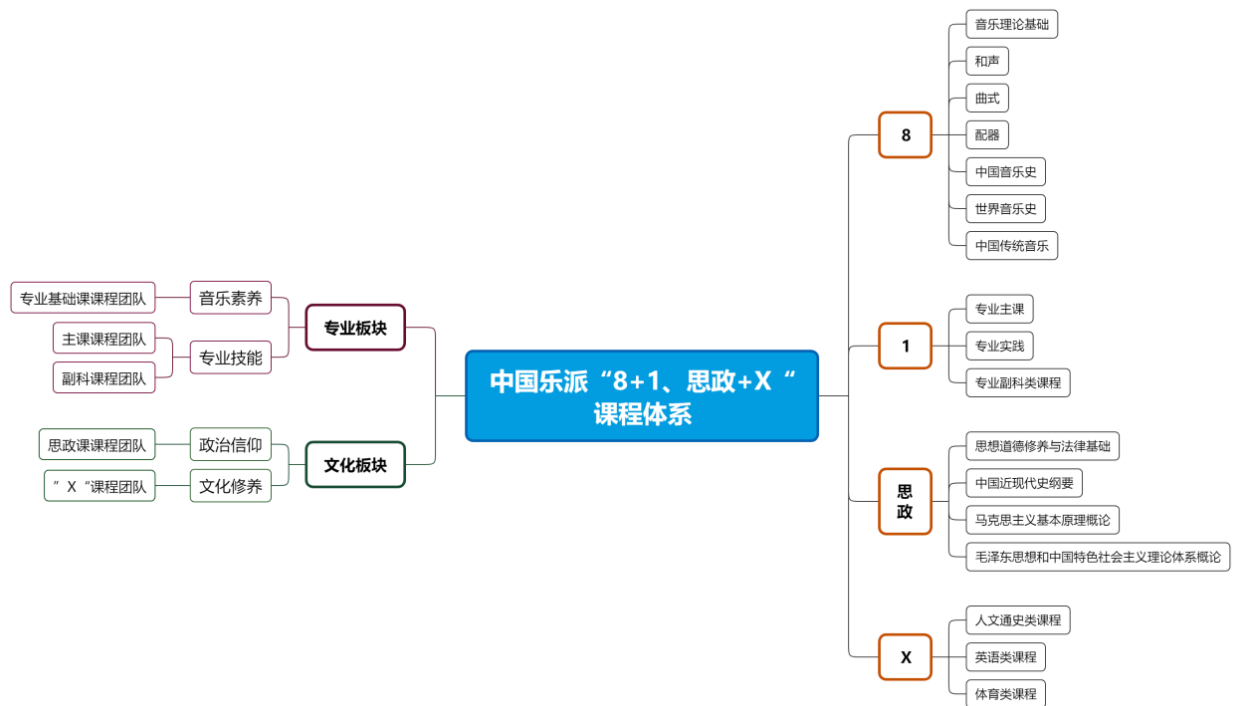 中国乐派“8+1、思政+X“
课程体系
专业板块
音乐素养
专业基础课课程团队
专业技能
主课课程团队
副科课程团队
文化板块
政治信仰
思政课课程团队
文化修养
”X“课程团队
8
音乐理论基础
和声
曲式
配器
中国音乐史
世界音乐史
中国传统音乐
1
专业主课
专业实践
专业副科类课程
思
政
思想道德修养与法律基础
中国近现代史纲要
马克思主义基本原理概论
毛泽东思想和中国特色社会主义理论体系概论
X
人文通史类课程
英语类课程
体育类课程